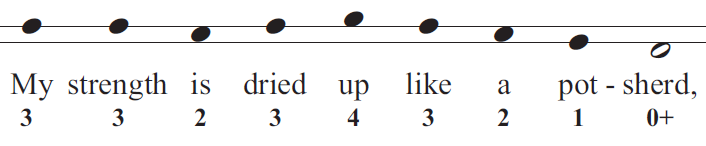 My strength is dried up like a pot - sherd,
3 3 2 3 4 3 2 1 0+